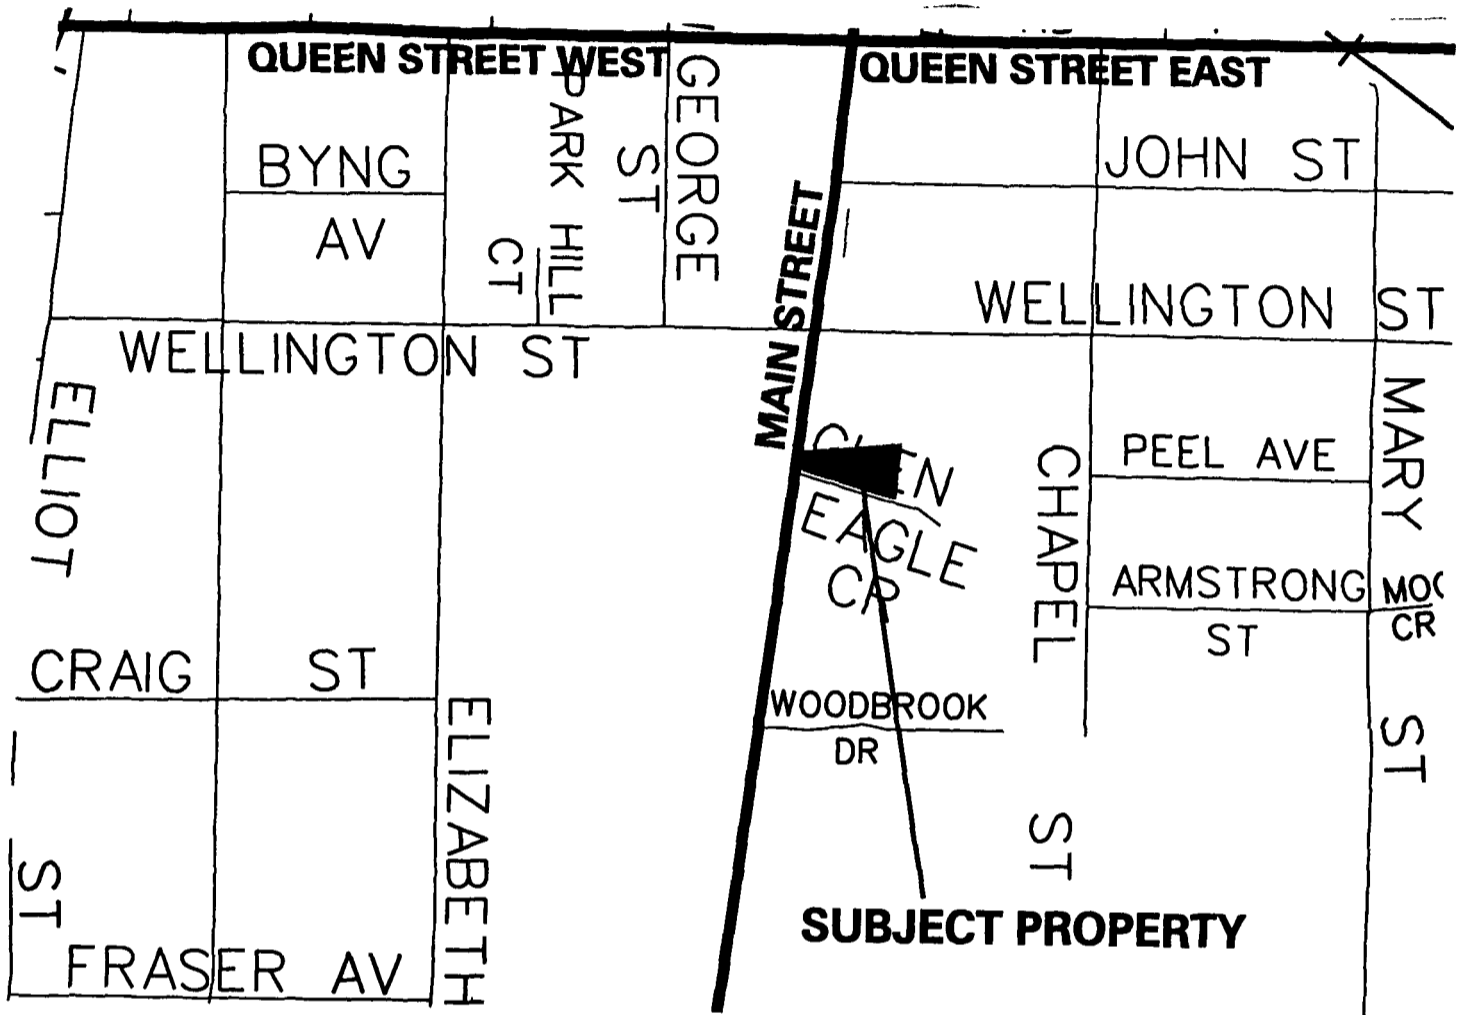 QUEEN STREET WEST
QUEEN STREET EAST
GEORGE
ST
PARK HILL
CT
BYNG
AV
JOHN ST
MAIN STREET
WELLINGTON ST
WELLINGTON ST
ELLIOT
ST
MARY
ST
PEEL AVE
CHAPEL
ST
EAGLE
ARMSTRONG
ST
CR
CRAIG ST
ELIZABETH
WOODBROOK
DR
SUBJECT PROPERTY
FRASER AV